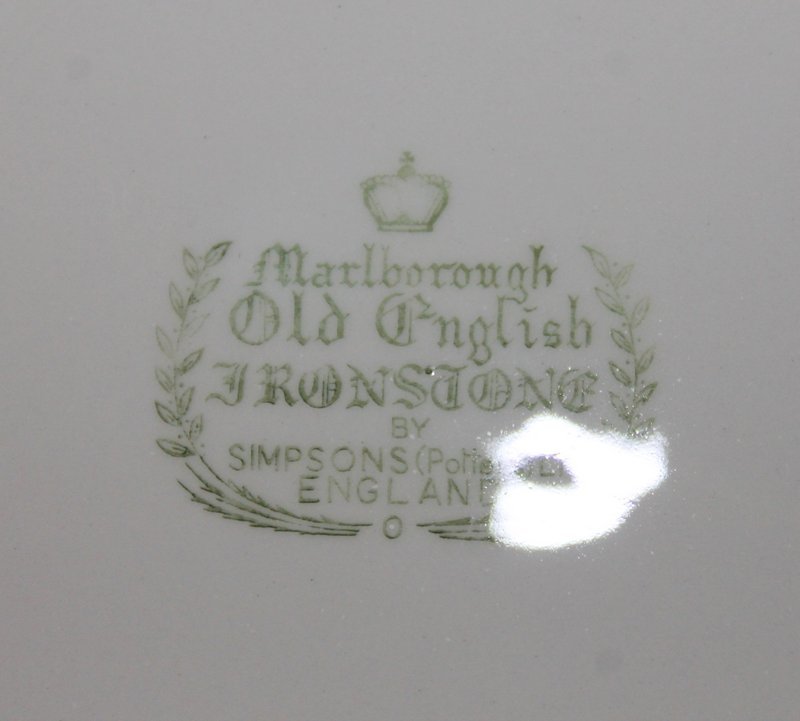 Marlborough
Old English
IRONSTONE
BY
SIMPSONS
ENGLAND